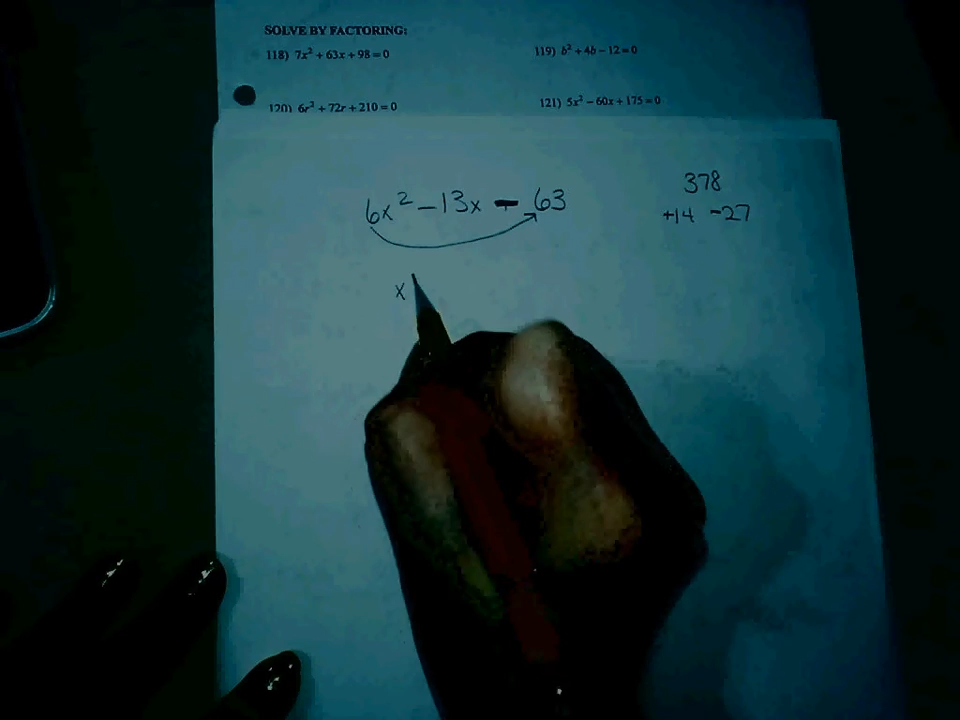 SOLVE BY FACTORING:
118) 7x² + 63x + 98 = 0
119) b² + 4b − 12 = 0
120) 6r² + 72r + 210 = 0
121) 5x² − 60x + 175 = 0
6x² − 13x − 63
378
+14 −27
x